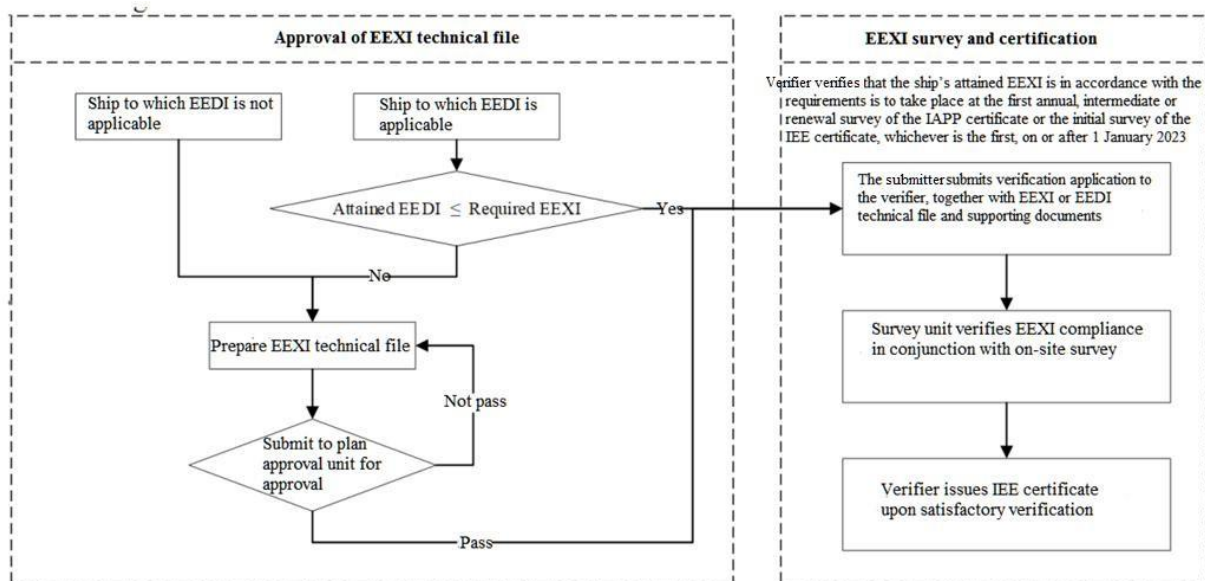 Approval of EEXI technical file
EEXI survey and certification
Verifier verifies that the ship's attained EEXI is in accordance with the
requirements is to take place at the first annual, intermediate or
renewal survey of the IAPP certificate or the initial survey of the
IEE certificate, whichever is the first, on or after 1 January 2023
Ship to which EEDI is not
applicable
Ship to which EEDI is
applicable
Attained EEDI ≤ Required EEXI
Yes
No
Prepare EEXI technical file
Not pass
Submit to plan
approval unit for
approval
Pass
The submitter submits verification application to
the verifier, together with EEXI or EEDI
technical file and supporting documents
Survey unit verifies EEXI compliance
in conjunction with on-site survey
Verifier issues IEE certificate
upon satisfactory verification